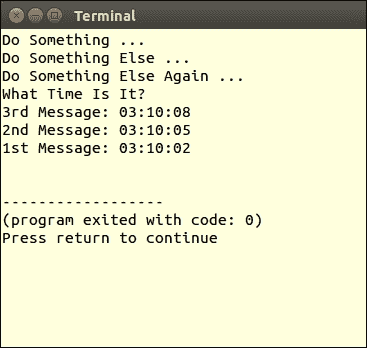 Terminal
Do Something ...
Do Something Else ...
Do Something Else Again ...
What Time Is It?
3rd Message: 03:10:08
2nd Message: 03:10:05
1st Message: 03:10:02
------------------
(program exited with code: 0)
Press return to continue